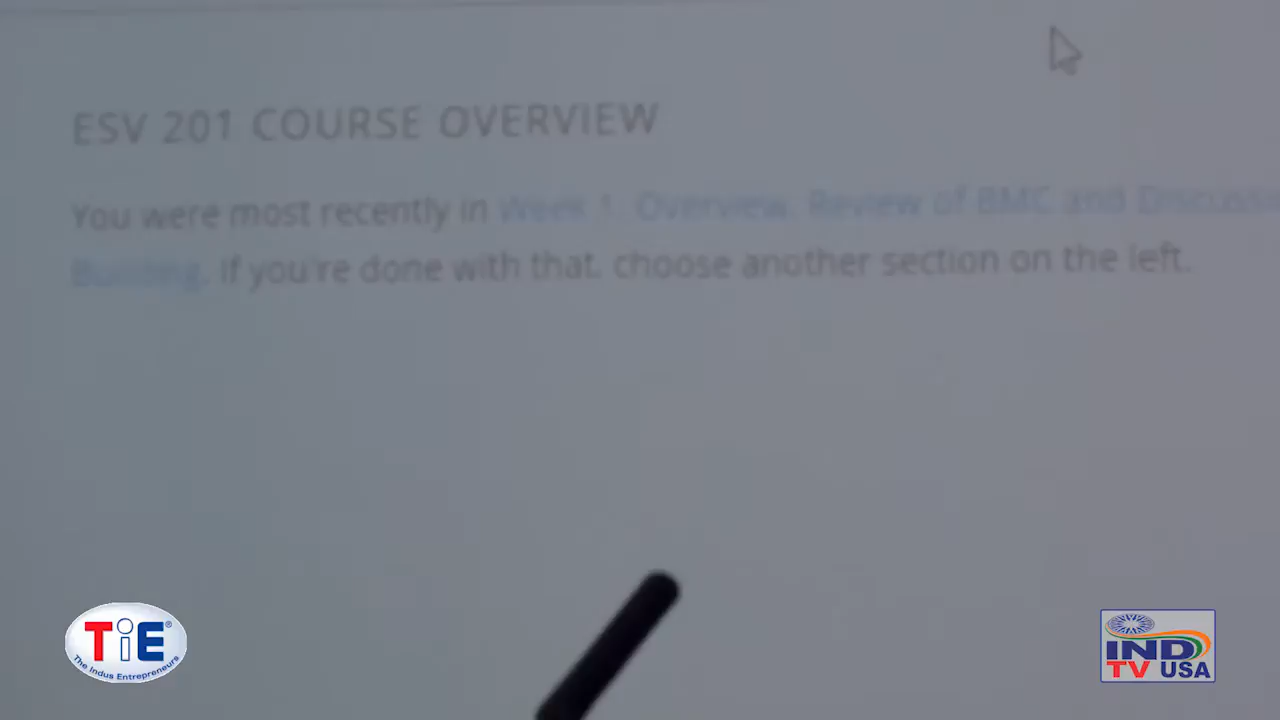 ESV 201 COURSE OVERVIEW
You were most recently in Week 1. Overview, Review of BMC and
Building. If you're done with that, choose another section on the left.
TiE®
The Indus Entrepreneurs
IND
TV USA